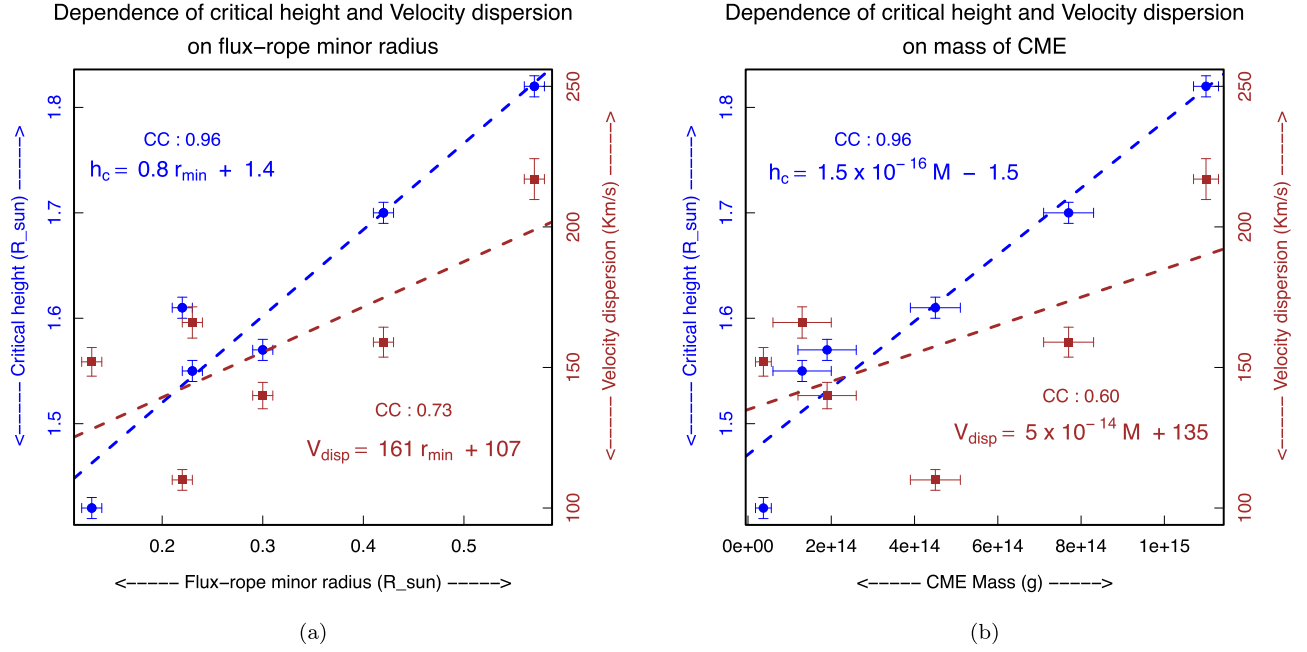 Dependence of critical height and Velocity dispersion
on flux−rope minor radius
<−−−−− Critical height (R_sun) −−−−−>
1.5 1.6 1.7 1.8
CC : 0.96
h_c = 0.8 r_min + 1.4
CC : 0.73
V_disp = 161 r_min + 107
100 150 200 250
<−−−−− Velocity dispersion (Km/s) −−−−−>
0.2 0.3 0.4 0.5
<−−−−− Flux−rope minor radius (R_sun) −−−−−>
(a)
Dependence of critical height and Velocity dispersion
on mass of CME
<−−−−− Critical height (R_sun) −−−−−>
1.5 1.6 1.7 1.8
CC : 0.96
h_c = 1.5 x 10^−16 M − 1.5
CC : 0.60
V_disp = 5 x 10^−14 M + 135
100 150 200 250
<−−−−− Velocity dispersion (Km/s) −−−−−>
0e+00 2e+14 4e+14 6e+14 8e+14 1e+15
<−−−−− CME Mass (g) −−−−−>
(b)